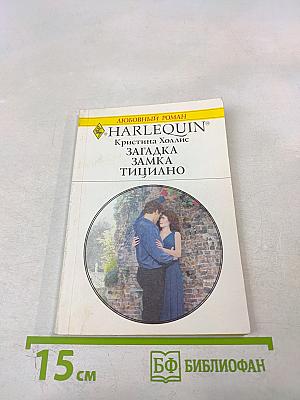 ЛЮБОВНЫЙ РОМАН
HARLEQUIN®
Кристина Холлис
ЗАГАДКА
ЗАМКА
ТИЦИАНО
15 см
БФ БИБЛИОФАН